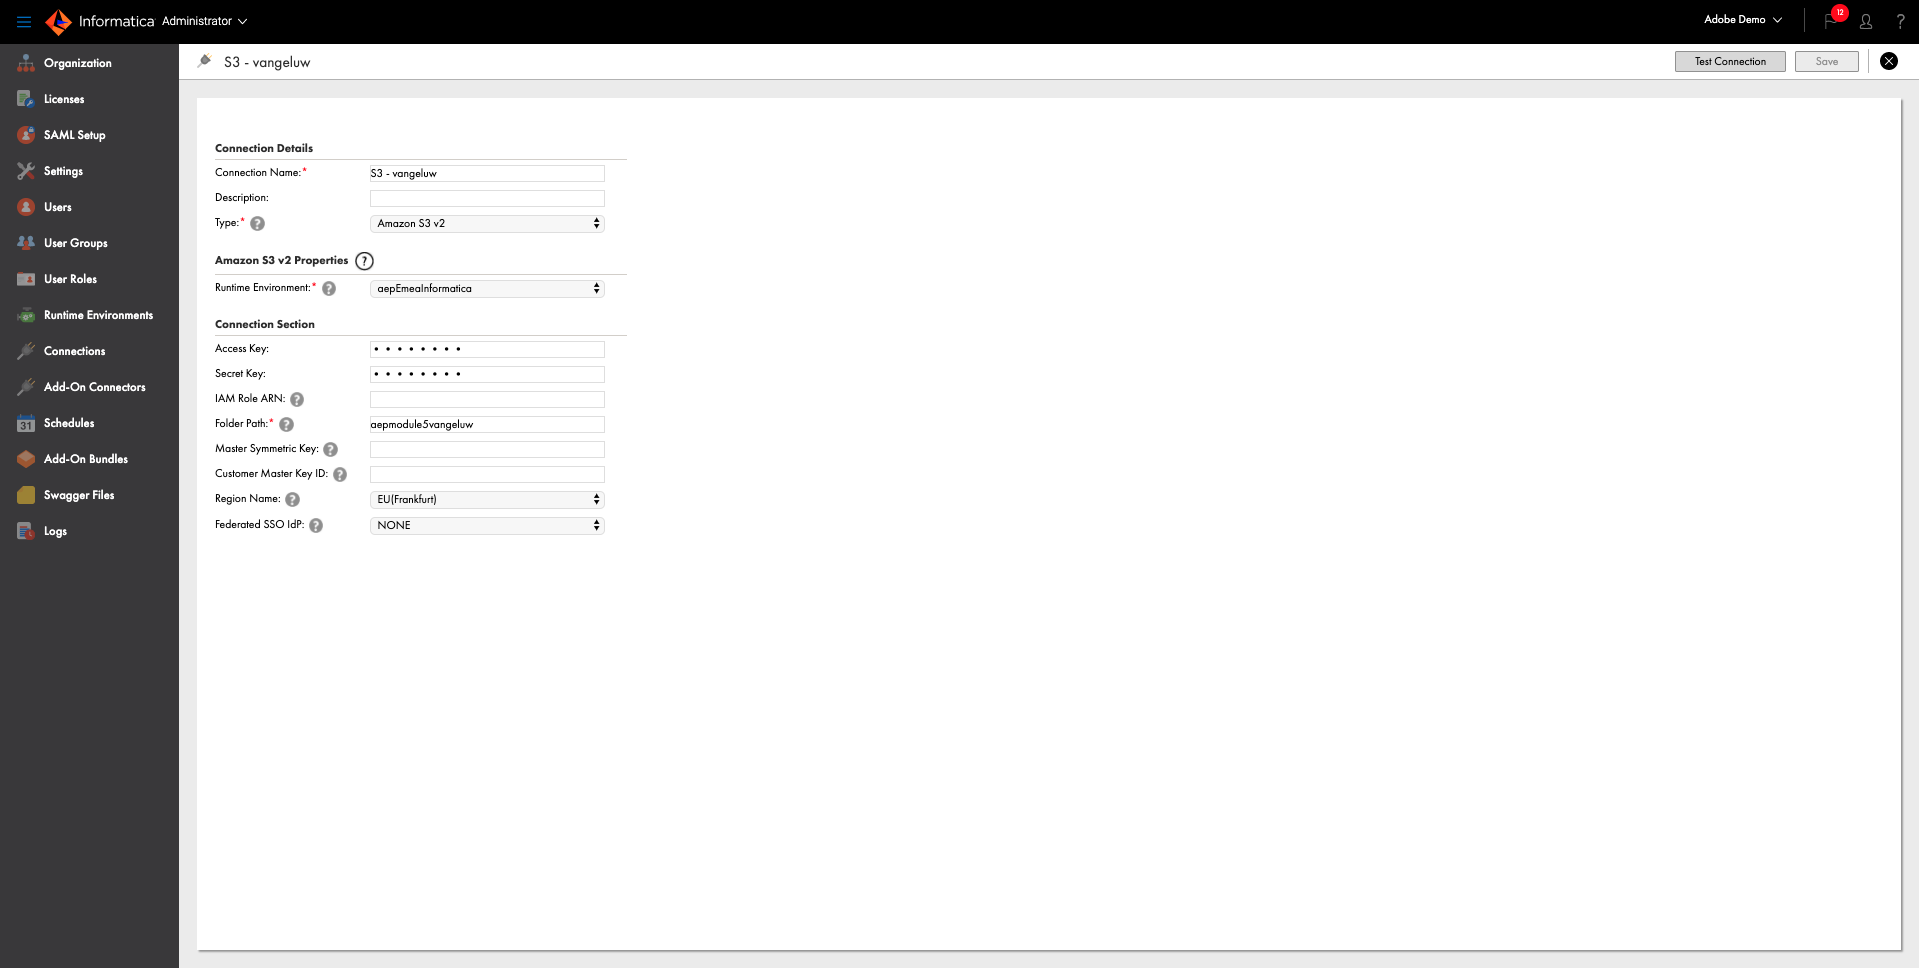 Informatica Administrator
Adobe Demo
12
?
Organization
Licenses
SAML Setup
Settings
Users
User Groups
User Roles
Runtime Environments
Connections
Add-On Connectors
31
Schedules
Add-On Bundles
Swagger Files
Logs
S3 - vangeluw
Test Connection
Save
Connection Details
Connection Name:* S3 - vangeluw
Description:
Type:* ? Amazon S3 v2
Amazon S3 v2 Properties ?
Runtime Environment:* ? aepEmeaInformatica
Connection Section
Access Key: • • • • • • • •
Secret Key: • • • • • • • •
IAM Role ARN: ?
Folder Path:* ? aepmodule5vangeluw
Master Symmetric Key: ?
Customer Master Key ID: ?
Region Name: ? EU(Frankfurt)
Federated SSO IdP: ? NONE